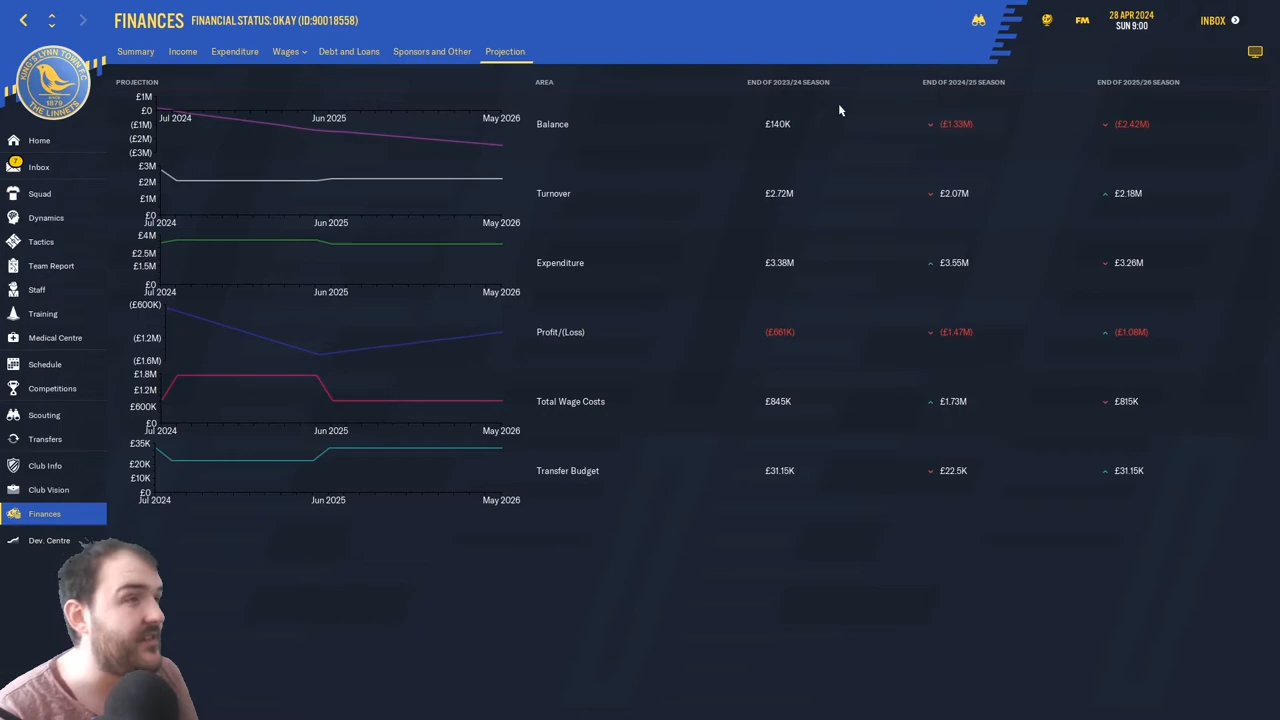 FINANCES FINANCIAL STATUS: OKAY (ID:90018558)
FM
28 APR 2024
SUN 9:00
INBOX
Summary Income Expenditure Wages Debt and Loans Sponsors and Other Projection
KING'S LYNN TOWN F.C
1879
THE LINNETS
Home
7
Inbox
Squad
Dynamics
Tactics
Team Report
Staff
Training
Medical Centre
Schedule
Competitions
Scouting
Transfers
Club Info
Club Vision
Finances
Dev. Centre
PROJECTION
£1M
£0
(£1M)
(£2M)
(£3M)
Jul 2024 Jun 2025 May 2026
£3M
£2M
£1M
£0
Jul 2024 Jun 2025 May 2026
£4M
£2.5M
£1.5M
£0
Jul 2024 Jun 2025 May 2026
(£600K)
(£1.2M)
(£1.6M)
£1.8M
£1.2M
£600K
£0
Jul 2024 Jun 2025 May 2026
£35K
£20K
£10K
£0
Jul 2024 Jun 2025 May 2026
AREA END OF 2023/24 SEASON END OF 2024/25 SEASON END OF 2025/26 SEASON
Balance £140K (£1.33M) (£2.42M)
Turnover £2.72M £2.07M £2.18M
Expenditure £3.38M £3.55M £3.26M
Profit/(Loss) (£661K) (£1.47M) (£1.08M)
Total Wage Costs £845K £1.73M £815K
Transfer Budget £31.15K £22.5K £31.15K